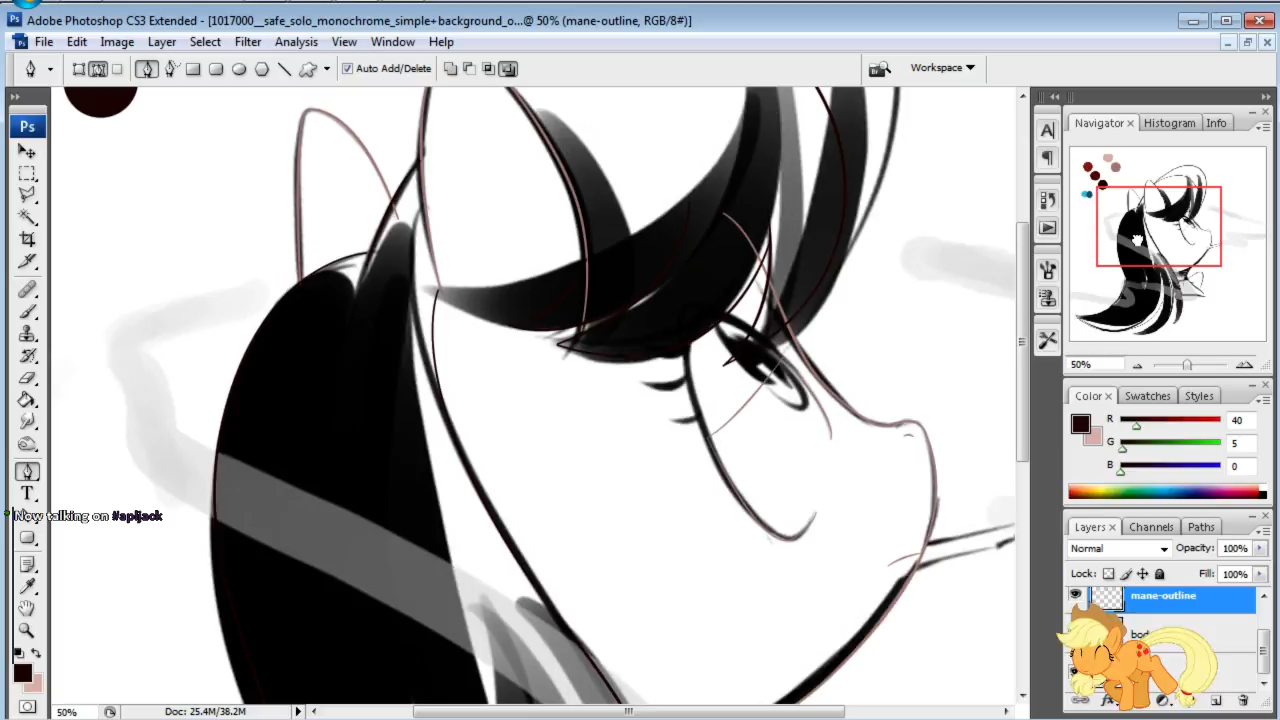 Adobe Photoshop CS3 Extended - [1017000__safe_solo_monochrome_simple+background_o...@ 50% (mane-outline, RGB/8#)]
File Edit Image Layer Select Filter Analysis View Window Help
Auto Add/Delete
Workspace
Ps
Navigator Histogram Info
50%
Color Swatches Styles
R 40
G 5
B 0
Layers Channels Paths
Normal Opacity: 100%
Lock: Fill: 100%
mane-outline
Now talking on #aplljack
50% Doc: 25.4M/38.2M